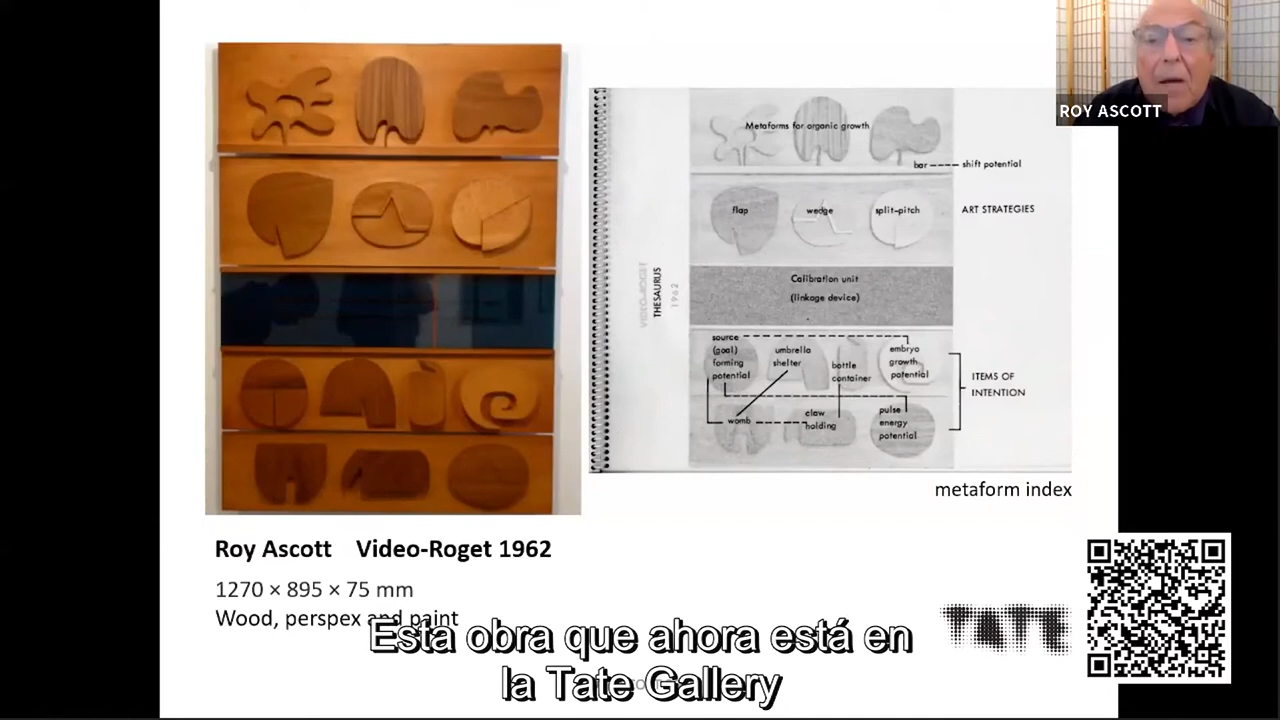 ROY ASCOTT
Metaforms for organic growth
bar
shift potential
flap
wedge
split-pitch
ART STRATEGIES
Calibration unit
(linkage device)
VIDEO-ROGET
THESAURUS
1962
source
(goal)
forming
potential
umbrella
shelter
bottle
container
embryo
growth
potential
ITEMS OF
INTENTION
womb
claw
holding
pulse
energy
potential
metaform index
Roy Ascott Video-Roget 1962
1270 × 895 × 75 mm
Wood, perspex and paint
TATE
Esta obra que ahora está en
la Tate Gallery